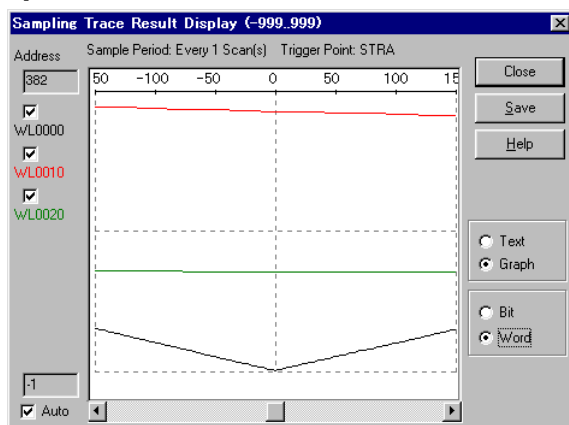 Sampling Trace Result Display (-999..999)
Address
Sample Period: Every 1 Scan(s) Trigger Point: STRA
382
50 -100 -50 0 50 100 15
Close
WL0000
Save
WL0010
Help
WL0020
Text
Graph
Bit
Word
-1
Auto